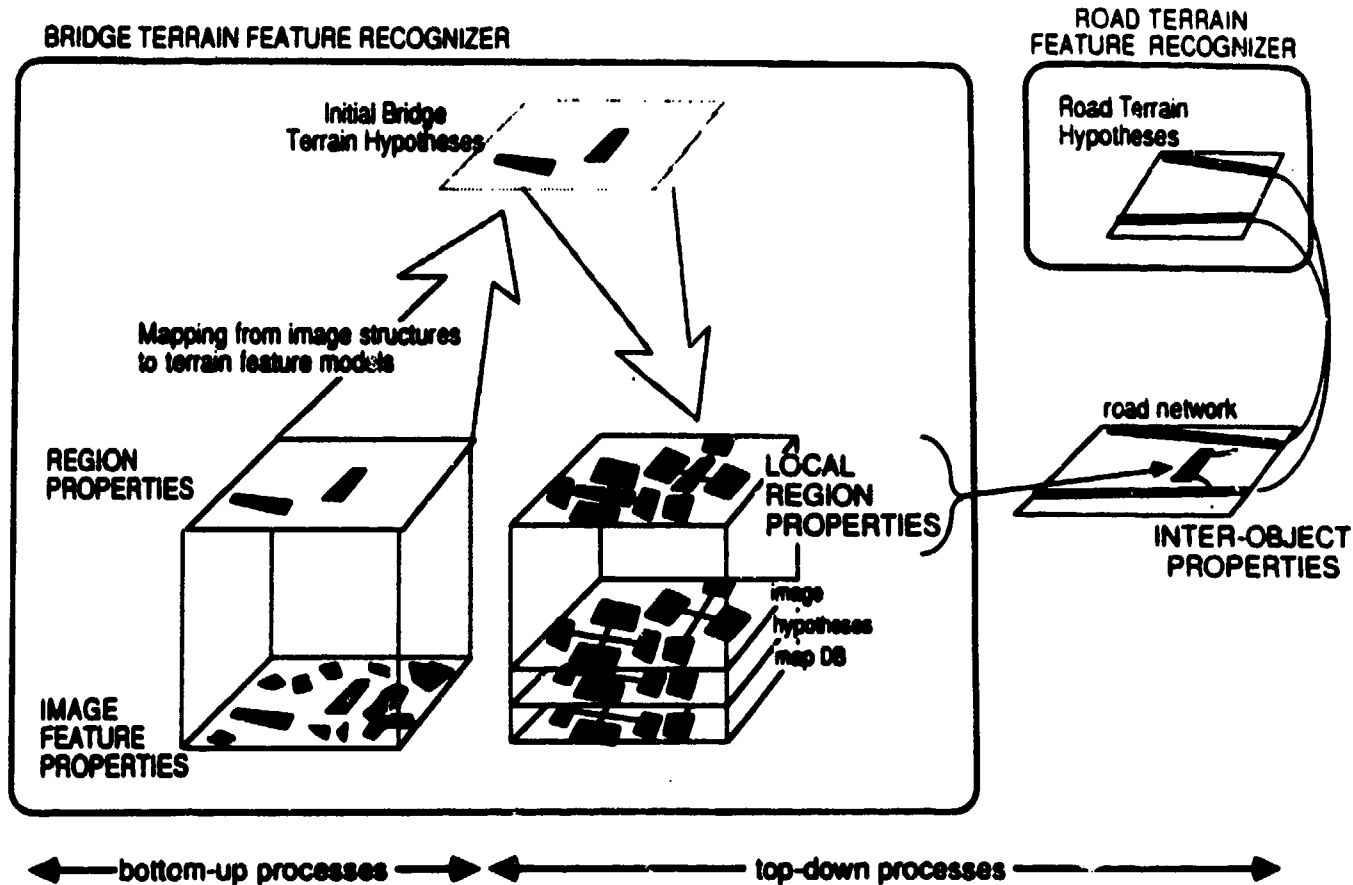 BRIDGE TERRAIN FEATURE RECOGNIZER
ROAD TERRAIN
FEATURE RECOGNIZER
Initial Bridge
Terrain Hypotheses
Road Terrain
Hypotheses
Mapping from image structures
to terrain feature models
road network
REGION
PROPERTIES
LOCAL
REGION
PROPERTIES
INTER-OBJECT
PROPERTIES
image
hypotheses
map DB
IMAGE
FEATURE
PROPERTIES
bottom-up processes
top-down processes